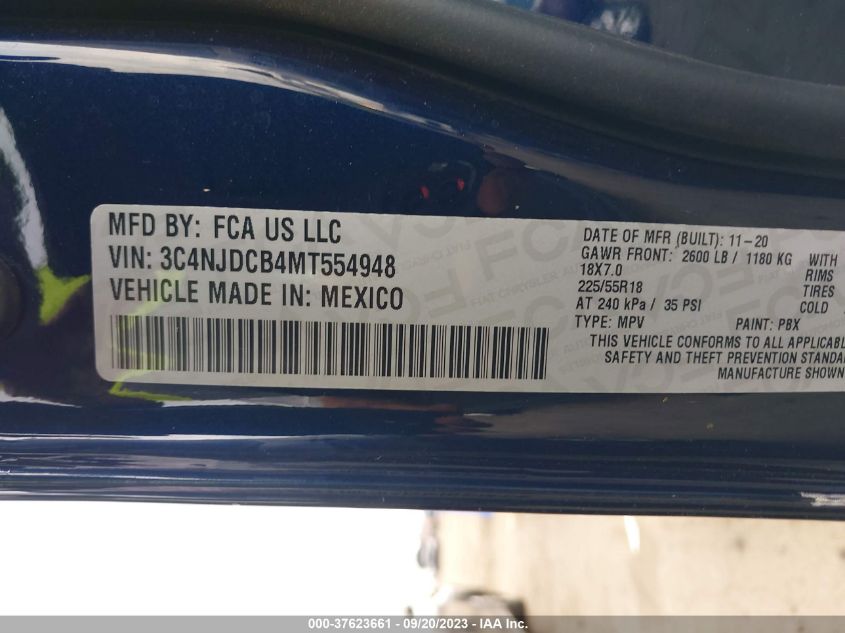 MFD BY: FCA US LLC
VIN: 3C4NJDCB4MT554948
VEHICLE MADE IN: MEXICO
DATE OF MFR (BUILT): 11-20
GAWR FRONT: 2600 LB / 1180 KG WITH
18X7.0 RIMS
225/55R18 TIRES
AT 240 kPa / 35 PSI COLD
TYPE: MPV PAINT: PBX
THIS VEHICLE CONFORMS TO ALL APPLICABLE
SAFETY AND THEFT PREVENTION STANDA
MANUFACTURE SHOWN
000-37623661 - 09/20/2023 - IAA Inc.